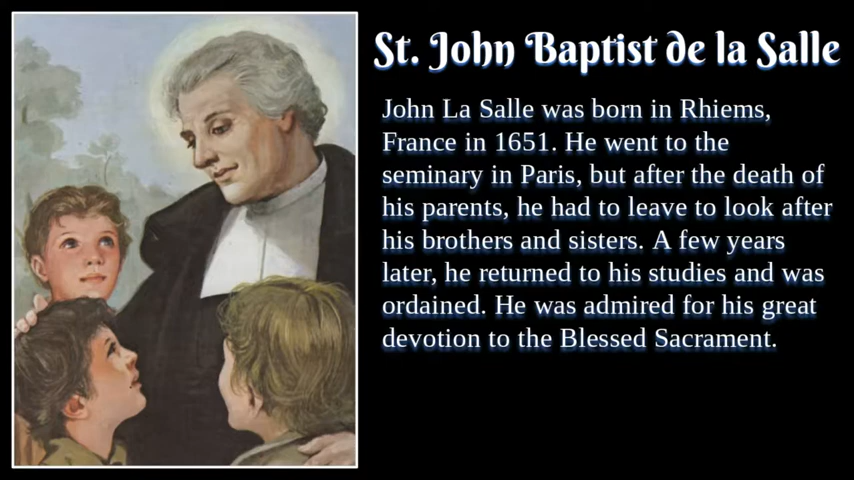 St. John Baptist de la Salle
John La Salle was born in Rhiems,
France in 1651. He went to the
seminary in Paris, but after the death of
his parents, he had to leave to look after
his brothers and sisters. A few years
later, he returned to his studies and was
ordained. He was admired for his great
devotion to the Blessed Sacrament.